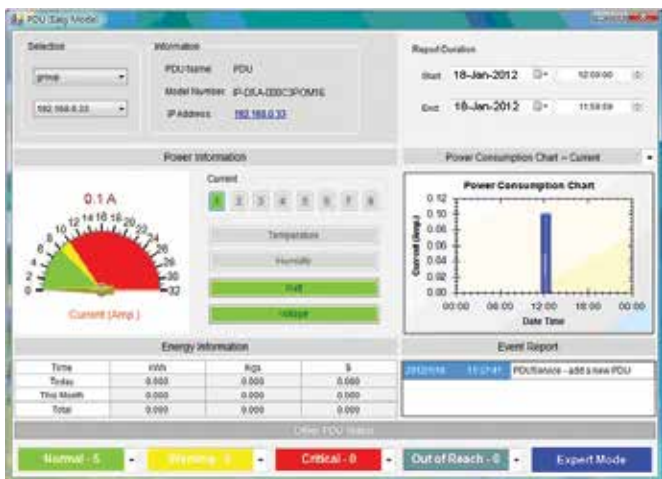 PDU Easy Mode
Selection
group
192.168.0.33
Information
PDU Name PDU
Model Number
IP Address 192.168.0.33
Report Duration
Start 18-Jan-2012 12:00:00
End 18-Jan-2012 11:59:59
Power Information
0.1 A
0 2 4 6 8 10 12 14 16 18 20 26 28 30 32
Current (Amp.)
Current
1 2 3 4 5 6 7 8
Temperature
Humidity
Watt
Voltage
Power Consumption Chart - Current
Power Consumption Chart
Current (Amp.)
0.12
0.10
0.06
0.04
0.02
0.00
00:00 06:00 12:00 18:00 00:00
Date Time
Energy Information
Time kWh Kgs $
Today 0.000 0.000 0.000
This Month 0.000 0.000 0.000
Total 0.000 0.000 0.000
Event Report
PDUService - add a new PDU
Other PDU Status
Normal - 5
Warning
Critical - 0
Out of Reach - 0
Expert Mode